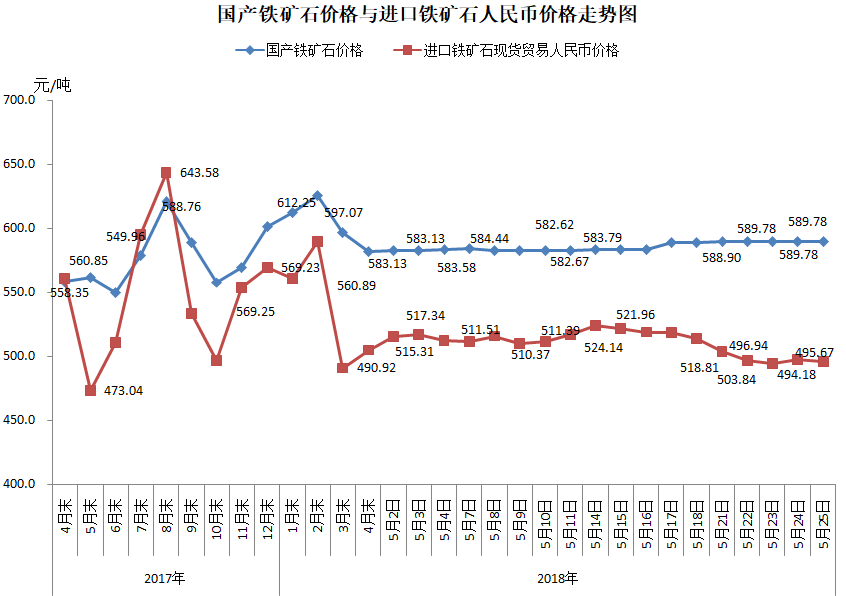 国产铁矿石价格与进口铁矿石人民币价格走势图
国产铁矿石价格
进口铁矿石现货贸易人民币价格
元/吨
700.0
650.0
600.0
550.0
500.0
450.0
400.0
558.35
560.85
473.04
549.96
643.58
588.76
569.25
612.25
569.23
597.07
560.89
490.92
583.13
583.13
517.34
515.31
583.58
584.44
511.51
510.37
582.62
582.67
511.39
583.79
524.14
521.96
518.81
588.90
503.84
589.78
496.94
494.18
589.78
589.78
495.67
4月末
5月末
6月末
7月末
8月末
9月末
10月末
11月末
12月末
1月末
2月末
3月末
4月末
5月2日
5月3日
5月4日
5月7日
5月8日
5月9日
5月10日
5月11日
5月14日
5月15日
5月16日
5月17日
5月18日
5月21日
5月22日
5月23日
5月24日
5月25日
2017年
2018年